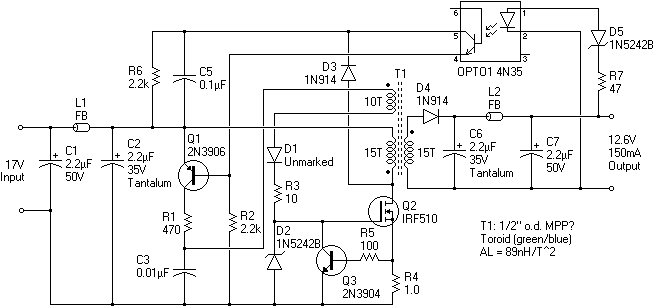 6
5
4
1
2
3
OPTO1 4N35
D5
1N5242B
R7
47
D3
1N914
T1
R6
2.2k
C5
0.1µF
10T
15T
15T
D4
1N914
L2
FB
L1
FB
17V
Input
C1
2.2µF
50V
C2
2.2µF
35V
Tantalum
Q1
2N3906
D1
Unmarked
R3
10
C6
2.2µF
35V
Tantalum
C7
2.2µF
50V
12.6V
150mA
Output
R1
470
R2
2.2k
D2
1N5242B
C3
0.01µF
Q2
IRF510
R5
100
Q3
2N3904
R4
1.0
T1: 1/2" o.d. MPP?
Toroid (green/blue)
AL = 89nH/T^2